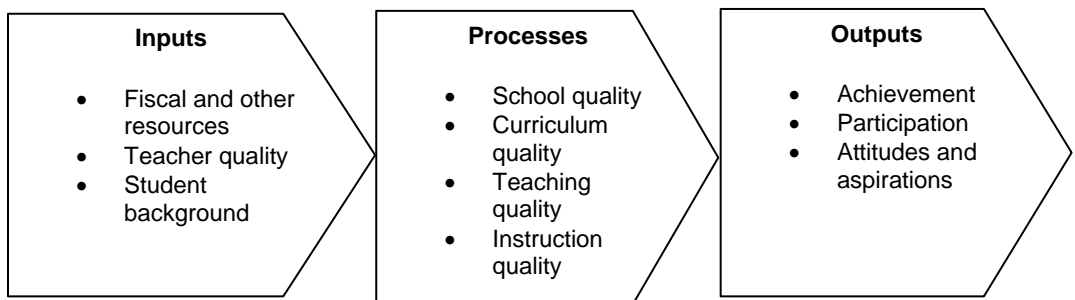 Inputs
• Fiscal and other
resources
• Teacher quality
• Student
background
Processes
• School quality
• Curriculum
quality
• Teaching
quality
• Instruction
quality
Outputs
• Achievement
• Participation
• Attitudes and
aspirations